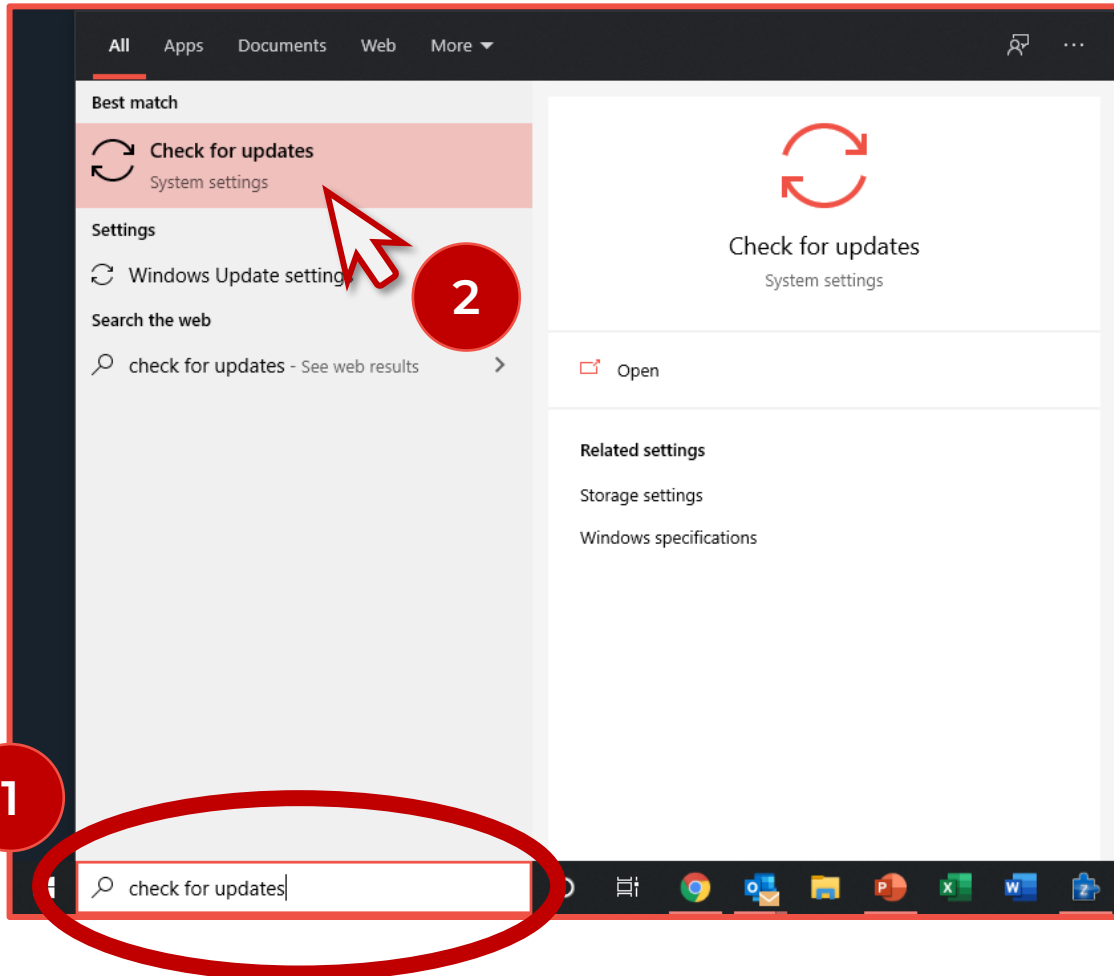 All Apps Documents Web More
Best match
Check for updates
System settings
Settings
Windows Update settings
Search the web
check for updates - See web results
2
Check for updates
System settings
Open
Related settings
Storage settings
Windows specifications
1
check for updates